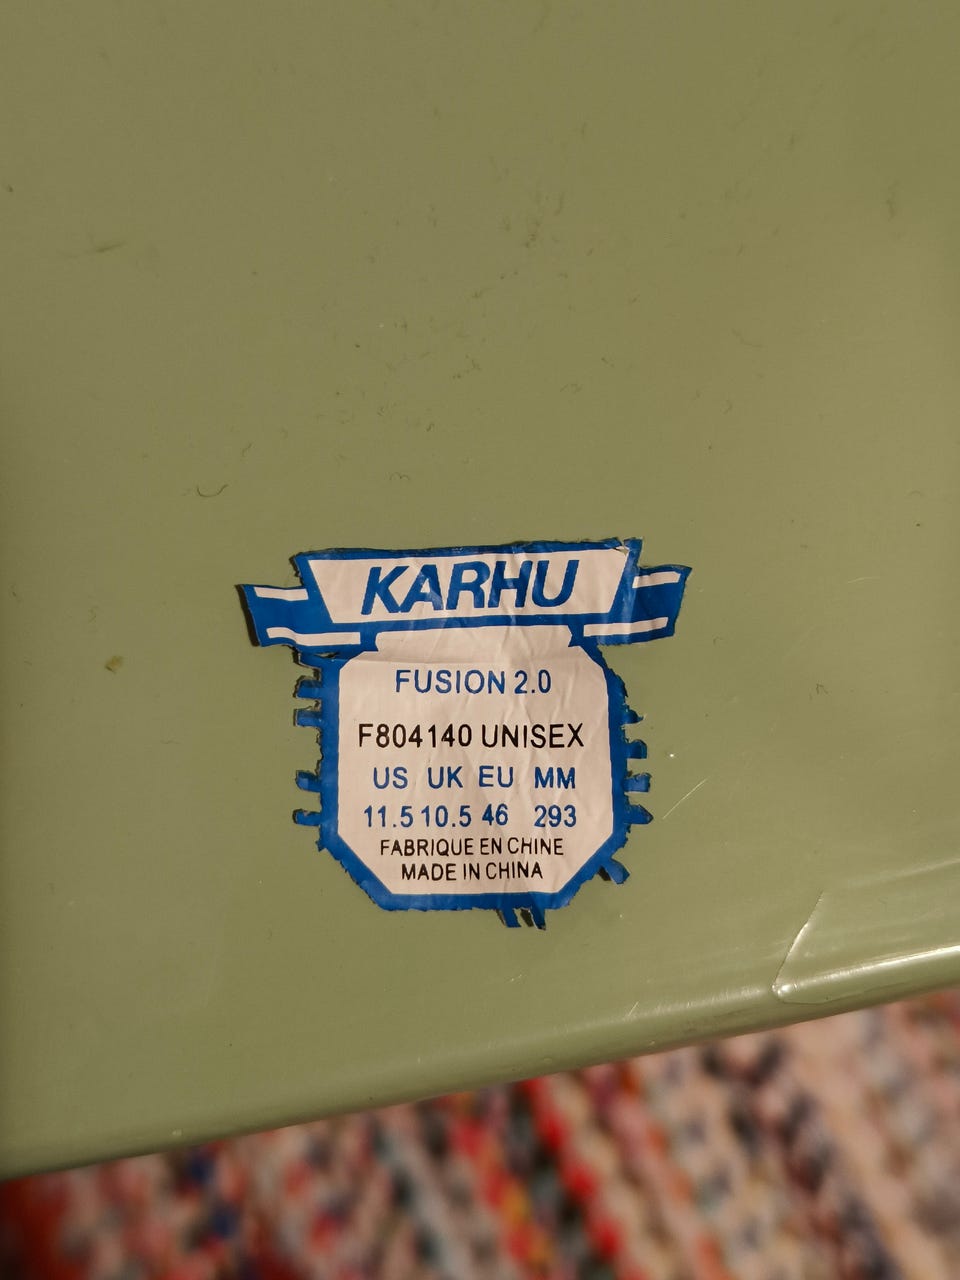 KARHU
FUSION 2.0
F804140 UNISEX
US UK EU MM
11.5 10.5 46 293
FABRIQUE EN CHINE
MADE IN CHINA